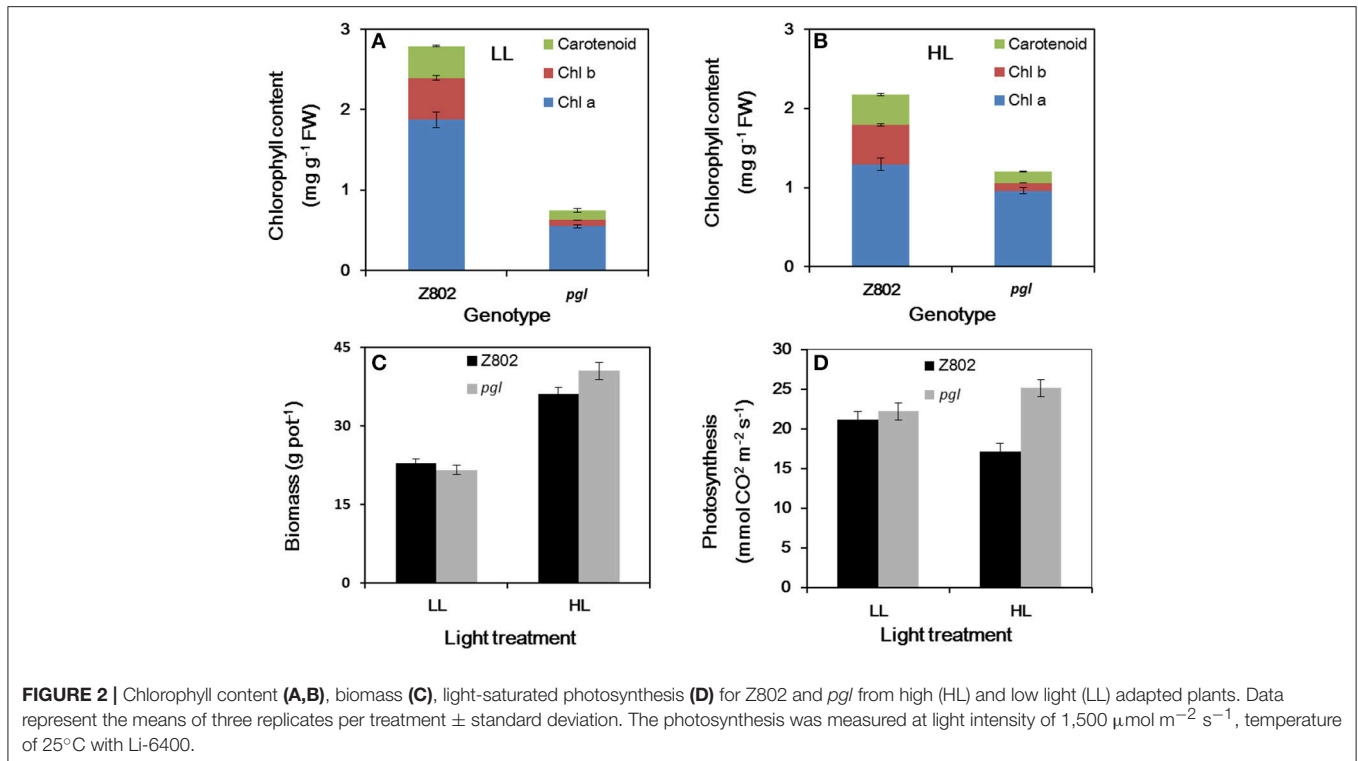 A
LL
Carotenoid
Chl b
Chl a
Chlorophyll content
(mg g⁻¹ FW)
3
2
1
0
Z802
pgl
Genotype
B
HL
Carotenoid
Chl b
Chl a
Chlorophyll content
(mg g⁻¹ FW)
3
2
1
0
Z802
pgl
Genotype
C
Z802
pgl
Biomass (g pot⁻¹)
45
30
15
0
LL
HL
Light treatment
D
Z802
pgl
Photosynthesis
(mmol CO² m⁻² s⁻¹)
30
25
20
15
10
5
0
LL
HL
Light treatment
FIGURE 2 | Chlorophyll content (A,B), biomass (C), light-saturated photosynthesis (D) for Z802 and pgl from high (HL) and low light (LL) adapted plants. Data
represent the means of three replicates per treatment ± standard deviation. The photosynthesis was measured at light intensity of 1,500 μmol m⁻² s⁻¹, temperature
of 25°C with Li-6400.